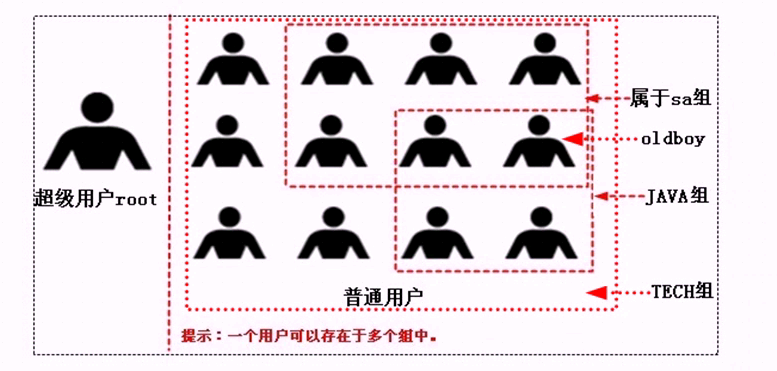 属于sa组
oldboy
超级用户root
JAVA组
TECH组
普通用户
提示：一个用户可以存在于多个组中。